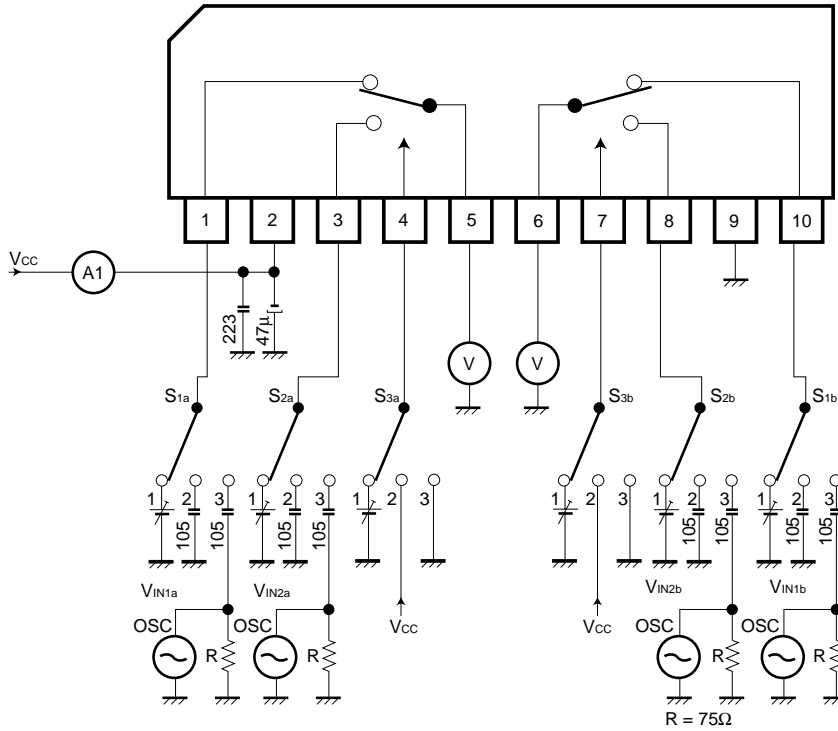 1 2 3 4 5 6 7 8 9 10
VCC A1
223 47µ V V
S1a S2a S3a S3b S2b S1b
1 2 3 1 2 3 1 2 3 1 2 3 1 2 3 1 2 3
105 105 105 105 105 105 105
VIN1a VIN2a VIN2b VIN1b
OSC R OSC R VCC VCC OSC R OSC R
R = 75Ω